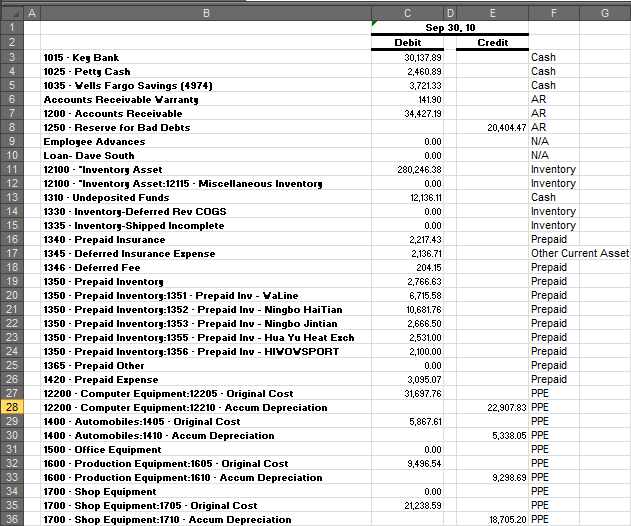 A B C D E F G
1 Sep 30, 10
2 Debit Credit
3 1015 · Key Bank 30,137.89 Cash
4 1025 · Petty Cash 2,460.89 Cash
5 1035 · Wells Fargo Savings (4974) 3,721.33 Cash
6 Accounts Receivable Warranty 141.90 AR
7 1200 · Accounts Receivable 34,427.19 AR
8 1250 · Reserve for Bad Debts 20,404.47 AR
9 Employee Advances 0.00 N/A
10 Loan- Dave South 0.00 N/A
11 12100 · *Inventory Asset 280,246.38 Inventory
12 12100 · *Inventory Asset:12115 · Miscellaneous Inventory 0.00 Inventory
13 1310 · Undeposited Funds 12,136.11 Cash
14 1330 · Inventory-Deferred Rev COGS 0.00 Inventory
15 1335 · Inventory-Shipped Incomplete 0.00 Inventory
16 1340 · Prepaid Insurance 2,217.43 Prepaid
17 1345 · Deferred Insurance Expense 2,136.71 Other Current Asset
18 1346 · Deferred Fee 204.15 Prepaid
19 1350 · Prepaid Inventory 2,766.63 Prepaid
20 1350 · Prepaid Inventory:1351 · Prepaid Inv - WaLine 6,715.58 Prepaid
21 1350 · Prepaid Inventory:1352 · Prepaid Inv - Ningbo HaiTian 10,681.76 Prepaid
22 1350 · Prepaid Inventory:1353 · Prepaid Inv - Ningbo Jintian 2,666.50 Prepaid
23 1350 · Prepaid Inventory:1355 · Prepaid Inv - Hua Yu Heat Exch 2,531.00 Prepaid
24 1350 · Prepaid Inventory:1356 · Prepaid Inv - HIWOWSPORT 2,100.00 Prepaid
25 1365 · Prepaid Other 0.00 Prepaid
26 1420 · Prepaid Expense 3,095.07 Prepaid
27 12200 · Computer Equipment:12205 · Original Cost 31,697.76 PPE
28 12200 · Computer Equipment:12210 · Accum Depreciation 22,907.83 PPE
29 1400 · Automobiles:1405 · Original Cost 5,867.61 PPE
30 1400 · Automobiles:1410 · Accum Depreciation 5,338.05 PPE
31 1500 · Office Equipment 0.00 PPE
32 1600 · Production Equipment:1605 · Original Cost 9,496.54 PPE
33 1600 · Production Equipment:1610 · Accum Depreciation 9,298.69 PPE
34 1700 · Shop Equipment 0.00 PPE
35 1700 · Shop Equipment:1705 · Original Cost 21,238.59 PPE
36 1700 · Shop Equipment:1710 · Accum Depreciation 18,705.20 PPE